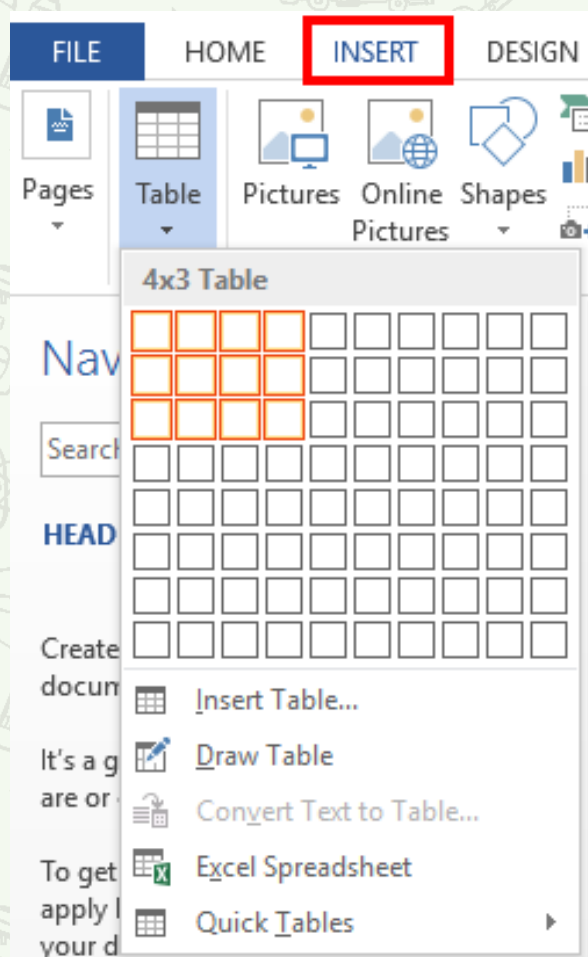 FILE HOME INSERT DESIGN
Pages Table Pictures Online Pictures Shapes
4x3 Table
Nav
Search
HEAD
Create
docum
It's a g
are or
To get
apply l
your d
Insert Table...
Draw Table
Convert Text to Table...
Excel Spreadsheet
Quick Tables